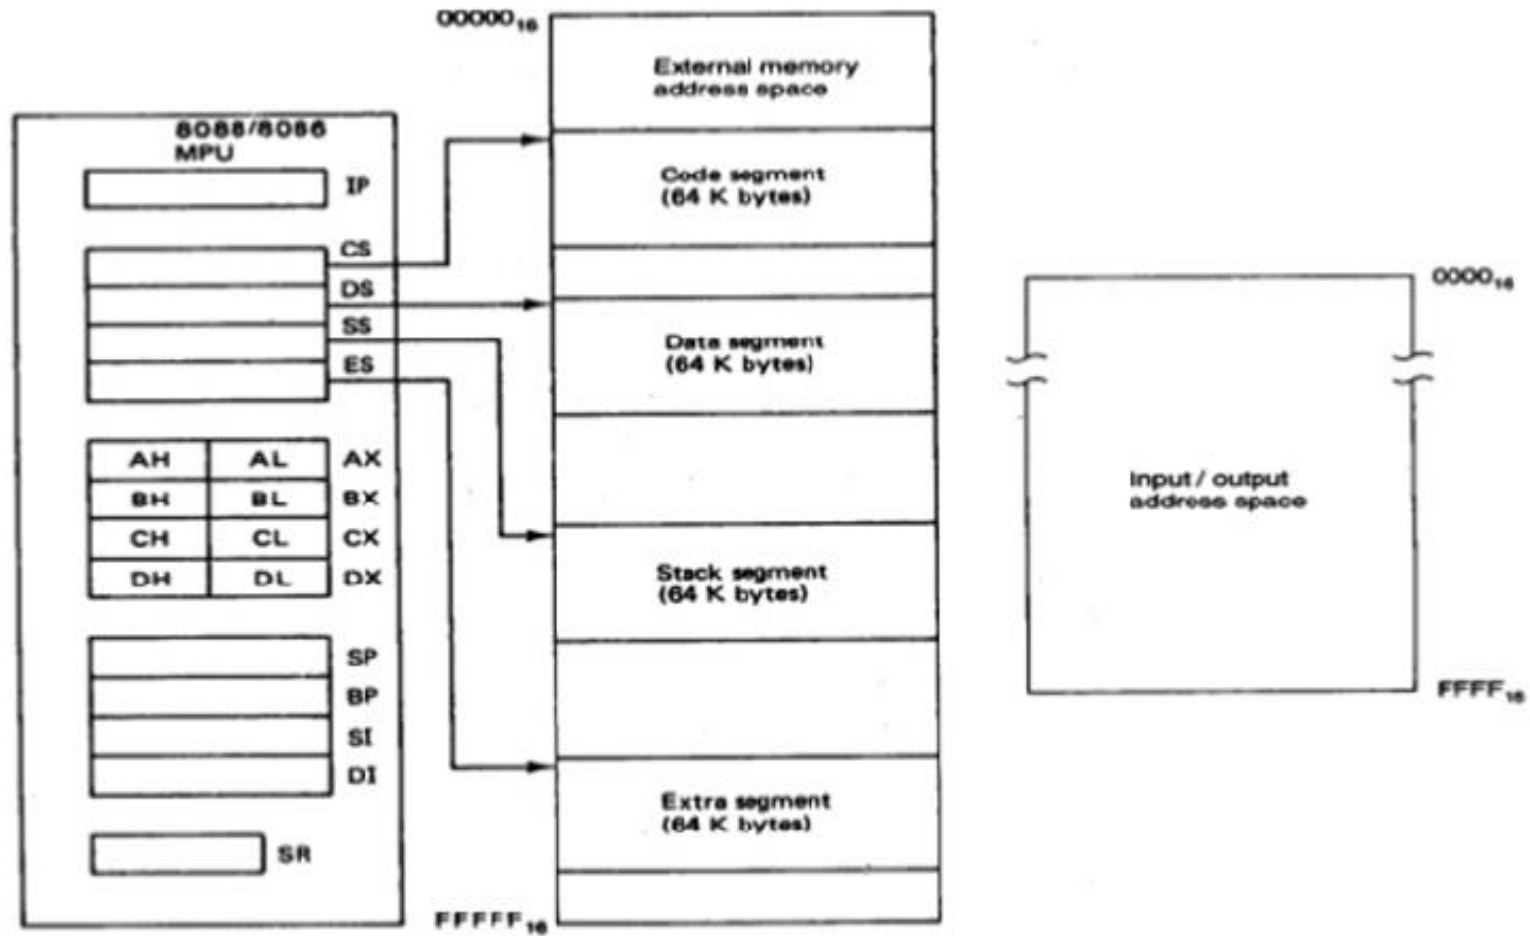 00000₁₆
External memory
address space
8088/8086
MPU
IP
Code segment
(64 K bytes)
CS
DS
SS
ES
Data segment
(64 K bytes)
0000₁₆
AH AL AX
BH BL BX
CH CL CX
DH DL DX
Input / output
address space
Stack segment
(64 K bytes)
SP
BP
SI
DI
FFFF₁₆
Extra segment
(64 K bytes)
SR
FFFFF₁₆